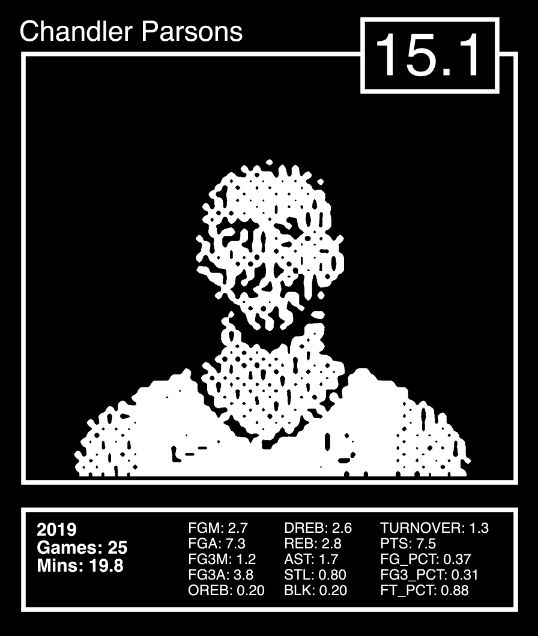 Chandler Parsons
15.1
2019
Games: 25
Mins: 19.8
FGM: 2.7
FGA: 7.3
FG3M: 1.2
FG3A: 3.8
OREB: 0.20
DREB: 2.6
REB: 2.8
AST: 1.7
STL: 0.80
BLK: 0.20
TURNOVER: 1.3
PTS: 7.5
FG_PCT: 0.37
FG3_PCT: 0.31
FT_PCT: 0.88